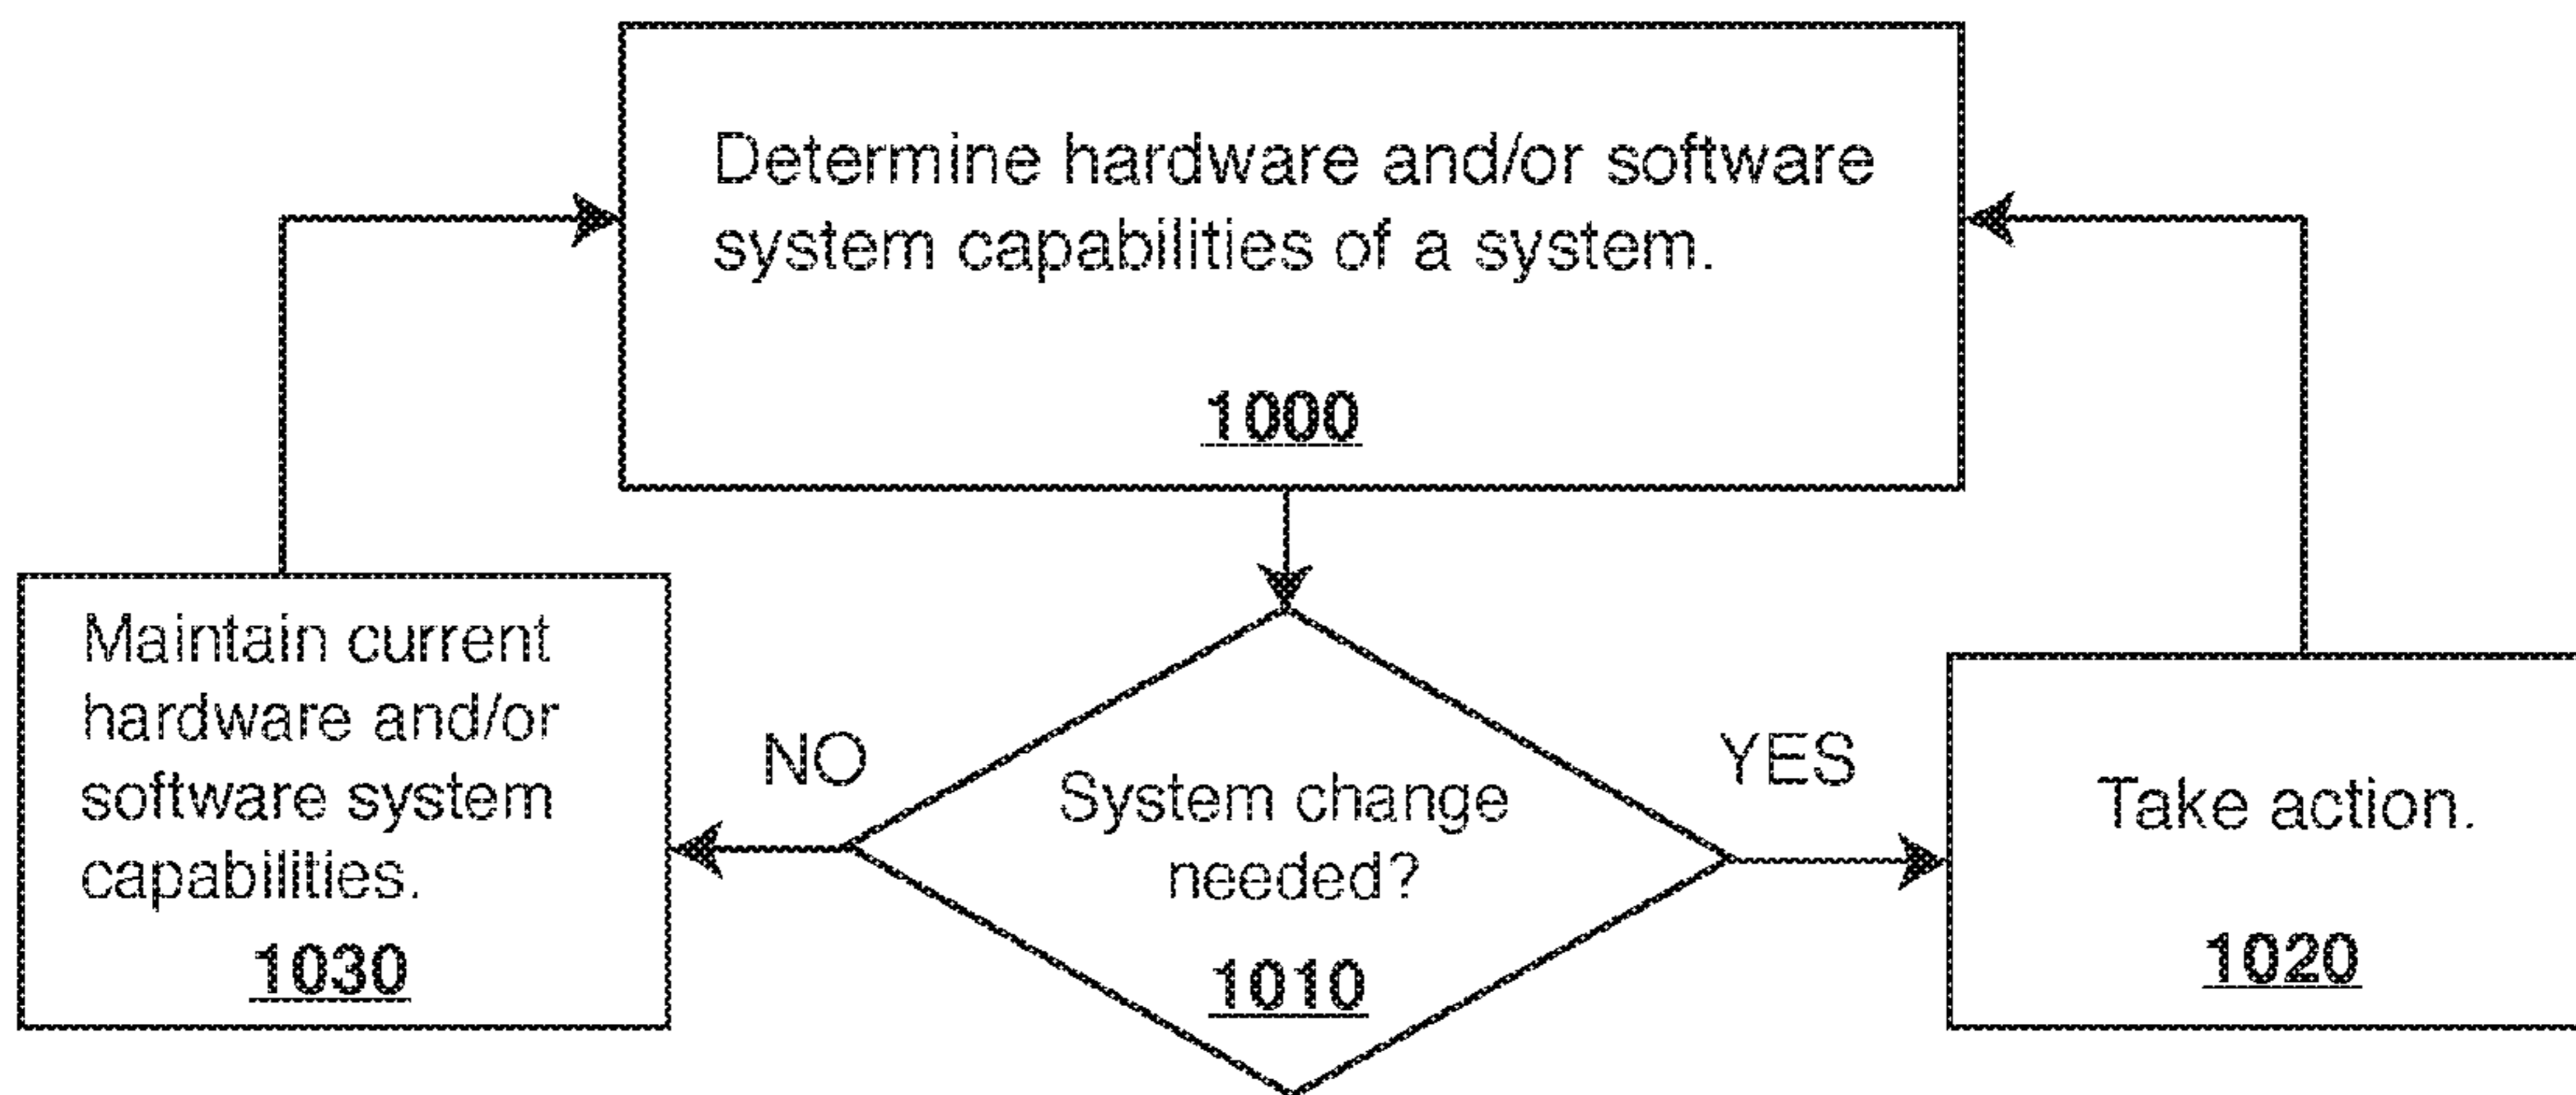 Determine hardware and/or software
system capabilities of a system.
1000
Maintain current
hardware and/or
software system
capabilities.
1030
NO
System change
needed?
1010
YES
Take action.
1020